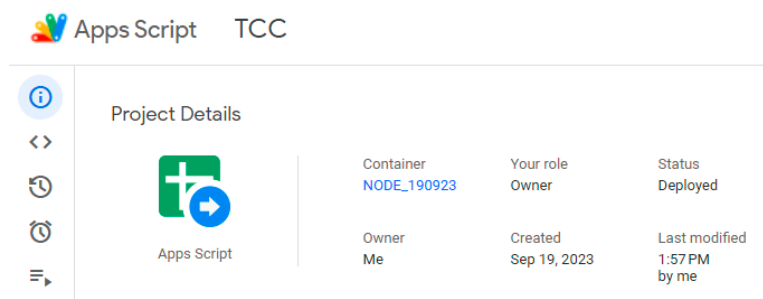 Apps Script TCC
Project Details
Container Your role Status
NODE_190923 Owner Deployed
Owner Created Last modified
Me Sep 19, 2023 1:57 PM
by me
Apps Script